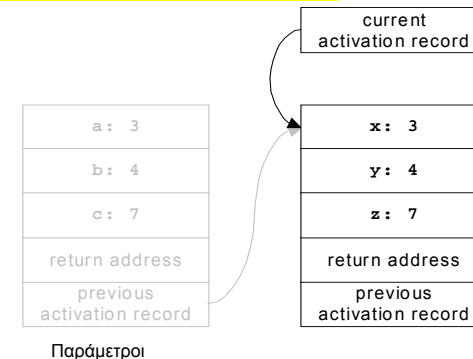 current
activation record
a: 3
b: 4
c: 7
return address
previous
activation record
x: 3
y: 4
z: 7
return address
previous
activation record
Παράμετροι